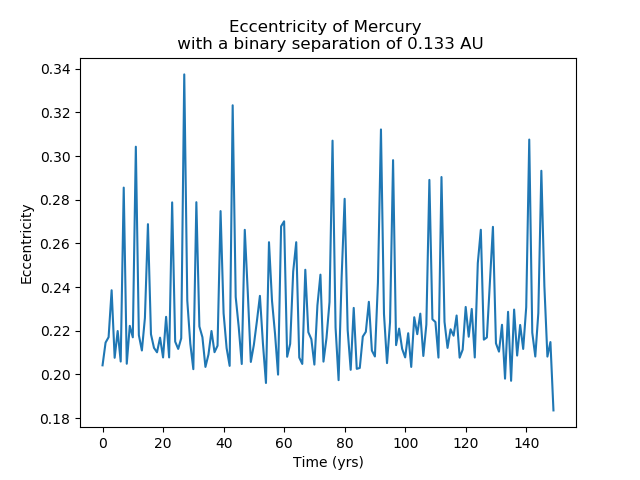 Eccentricity of Mercury
with a binary separation of 0.133 AU
0.34
0.32
0.30
0.28
0.26
0.24
0.22
0.20
0.18
Eccentricity
0 20 40 60 80 100 120 140
Time (yrs)